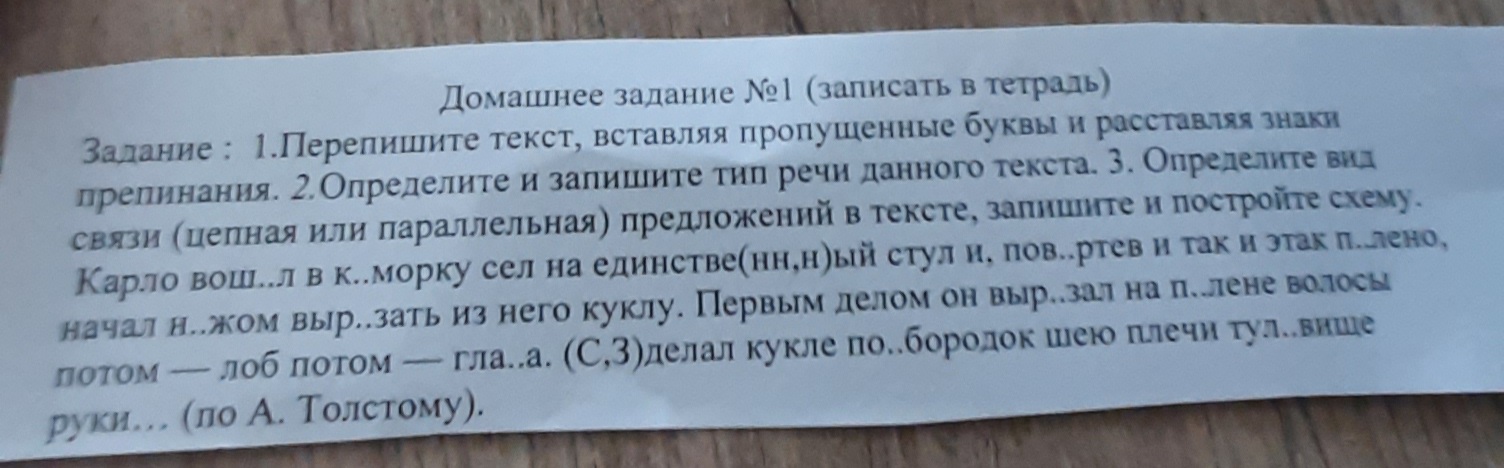 Домашнее задание №1 (записать в тетрадь)
Задание : 1.Перепишите текст, вставляя пропущенные буквы и расставляя знаки
препинания. 2.Определите и запишите тип речи данного текста. 3. Определите вид
связи (цепная или параллельная) предложений в тексте, запишите и постройте схему.
Карло вош..л в к..морку сел на единстве(нн,н)ый стул и, пов..ртев и так и этак п..лено,
начал н..жом выр..зать из него куклу. Первым делом он выр..зал на п..лене волосы
потом — лоб потом — гла..а. (С,З)делал кукле по..бородок шею плечи тул..вище
руки... (по А. Толстому).